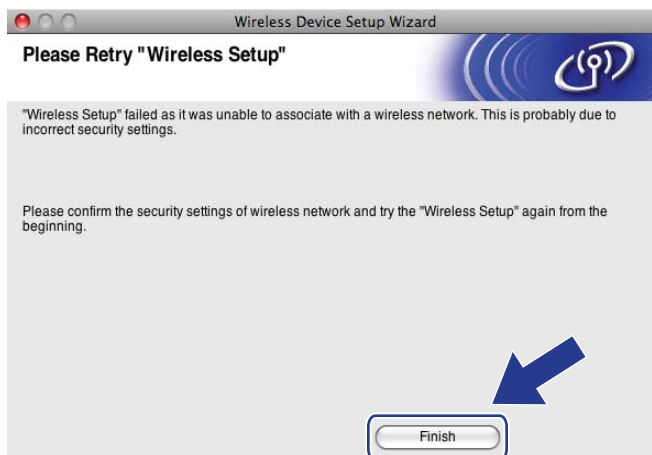 Wireless Device Setup Wizard
Please Retry "Wireless Setup"
"Wireless Setup" failed as it was unable to associate with a wireless network. This is probably due to
incorrect security settings.
Please confirm the security settings of wireless network and try the "Wireless Setup" again from the
beginning.
Finish